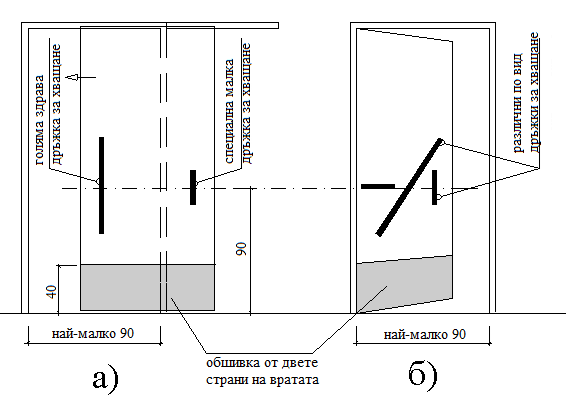 голяма здрава
дръжка за хващане
специална малка
дръжка за хващане
различни по вид
дръжки за хващане
40
90
най-малко 90
най-малко 90
обшивка от двете
страни на вратата
а)
б)